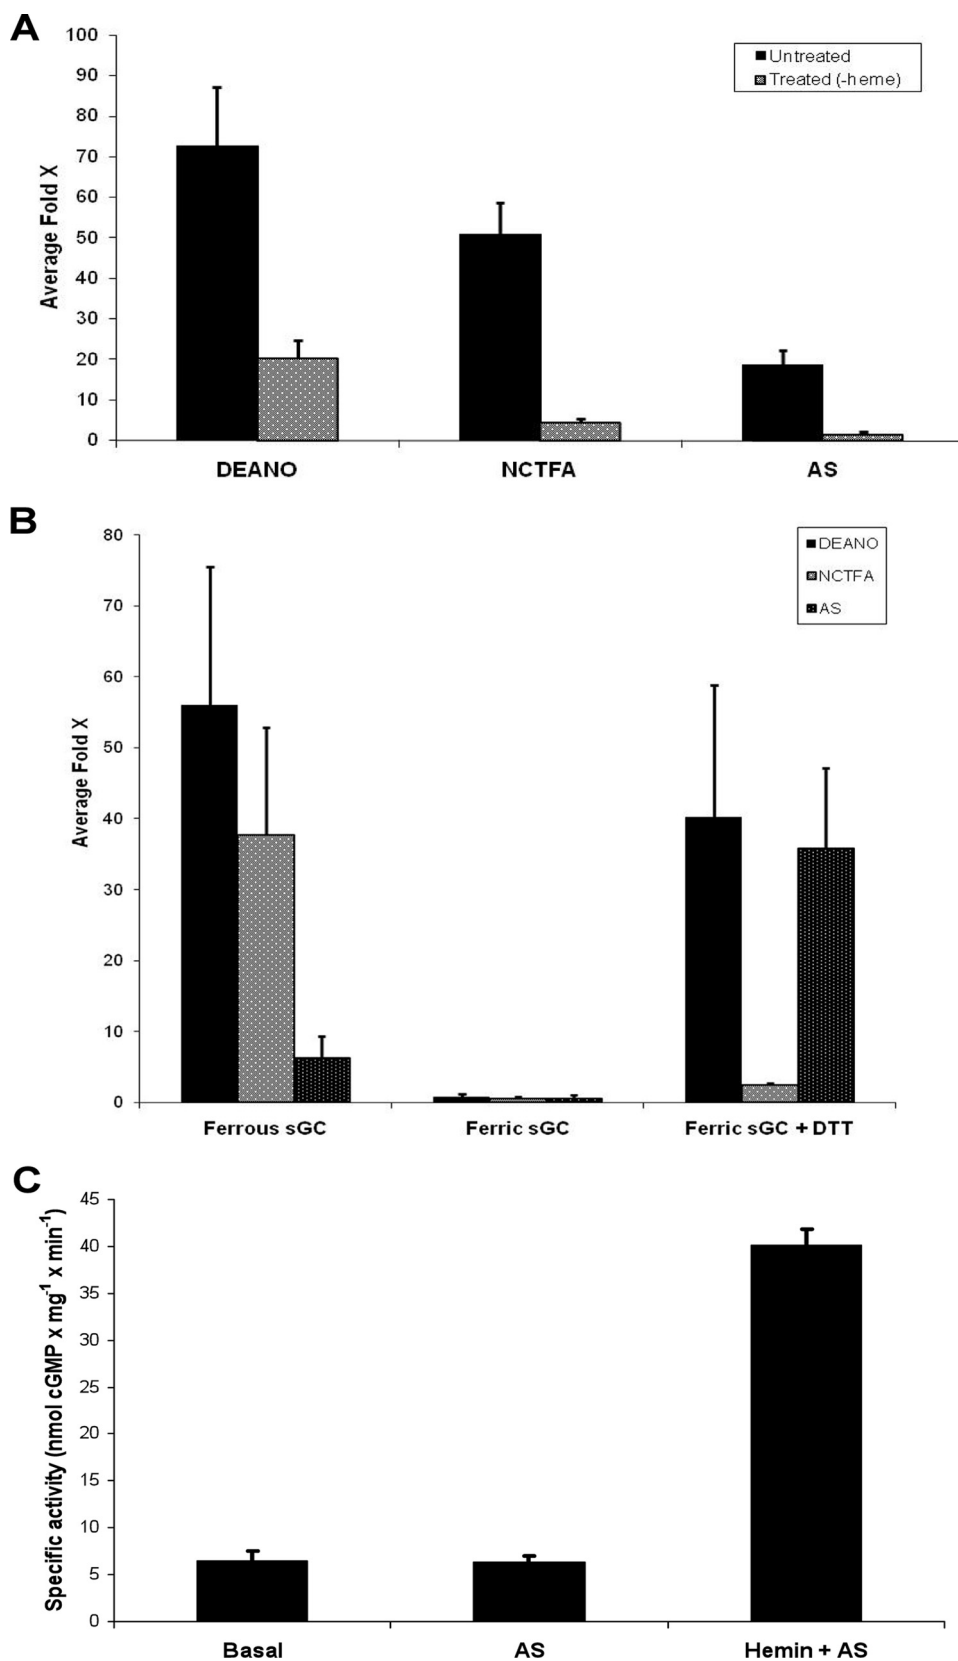 A
100
90
80
70
60
50
40
30
20
10
0
Average Fold X
Untreated
Treated (-heme)
DEANO NCTFA AS
B
80
70
60
50
40
30
20
10
0
Average Fold X
DEANO
NCTFA
AS
Ferrous sGC Ferric sGC Ferric sGC + DTT
C
45
40
35
30
25
20
15
10
5
0
Specific activity (nmol cGMP x mg⁻¹ x min⁻¹)
Basal AS Hemin + AS